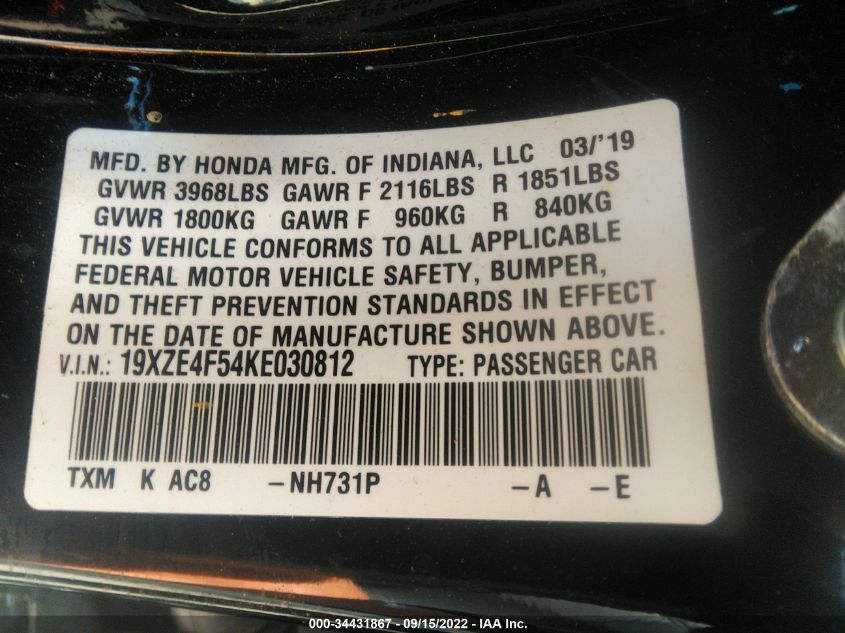 MFD. BY HONDA MFG. OF INDIANA, LLC 03/'19
GVWR 3968LBS GAWR F 2116LBS R 1851LBS
GVWR 1800KG GAWR F 960KG R 840KG
THIS VEHICLE CONFORMS TO ALL APPLICABLE
FEDERAL MOTOR VEHICLE SAFETY, BUMPER,
AND THEFT PREVENTION STANDARDS IN EFFECT
ON THE DATE OF MANUFACTURE SHOWN ABOVE.
V.I.N.: 19XZE4F54KE030812 TYPE: PASSENGER CAR
TXM K AC8 -NH731P -A -E
000-34431867 - 09/15/2022 - IAA Inc.